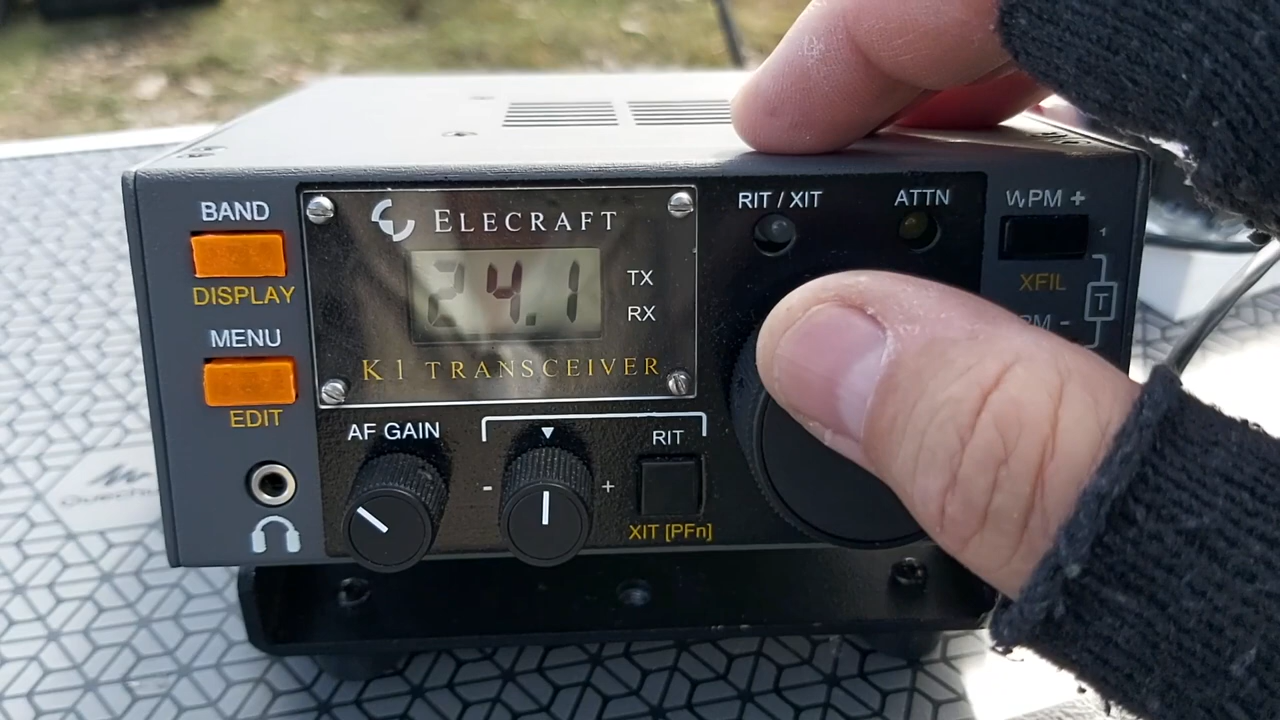 BAND
DISPLAY
MENU
EDIT
ELECRAFT
24.1
TX
RX
K1 TRANSCEIVER
AF GAIN
-
+
RIT
XIT [PFn]
RIT / XIT
ATTN
WPM +
XFIL
PM -
T